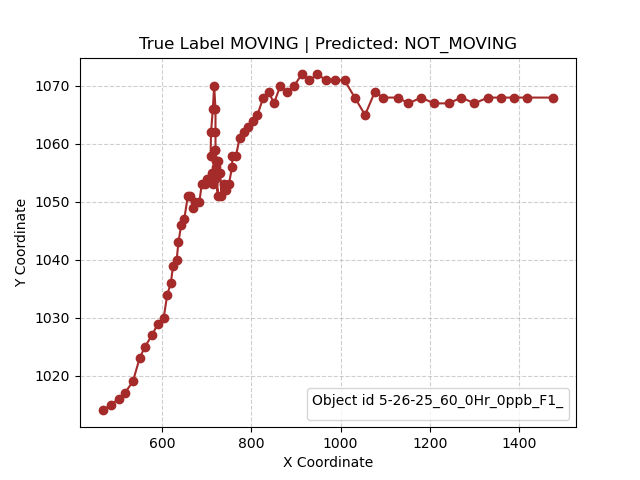 True Label MOVING | Predicted: NOT_MOVING
1070
1060
1050
1040
1030
1020
Y Coordinate
600
800
1000
1200
1400
X Coordinate
Object id 5-26-25_60_0Hr_0ppb_F1_